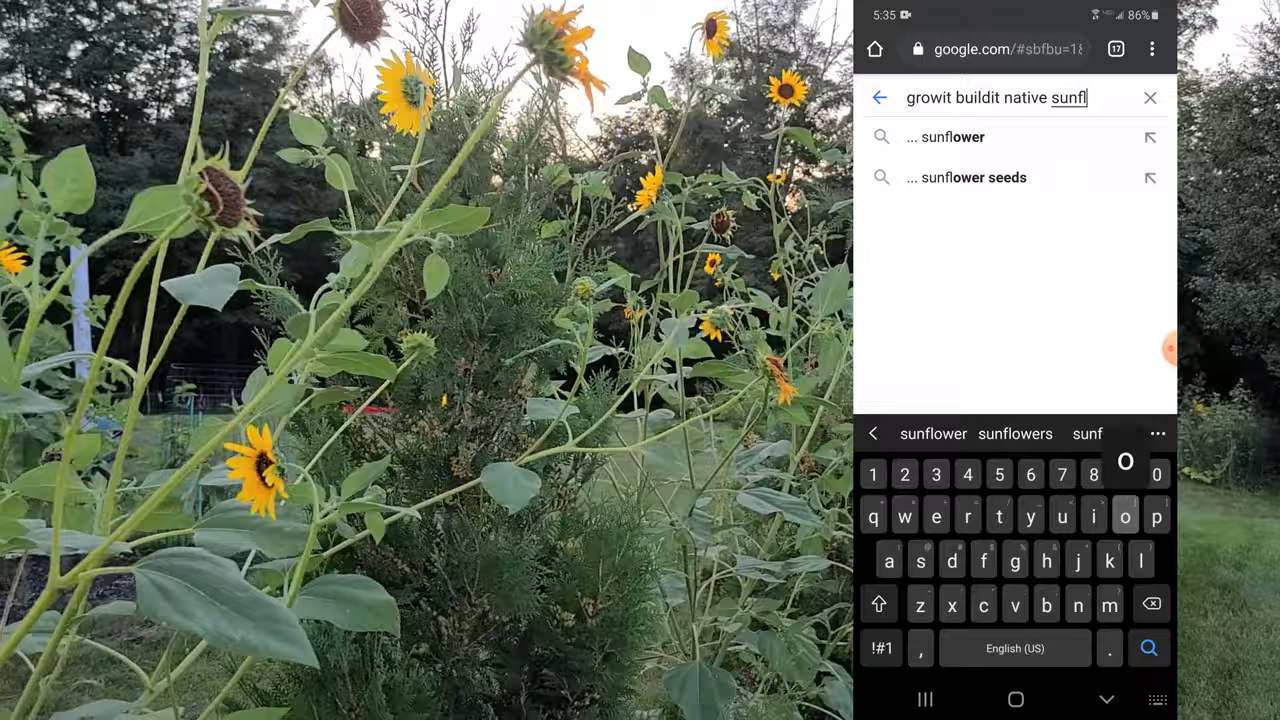 5:35 86%
google.com/#sbfbu=1 17
growit buildit native sunfl
... sunflower
... sunflower seeds
sunflower sunflowers sunf ...
o
1 2 3 4 5 6 7 8 0
q w e r t y u i o p
a s d f g h j k l
z x c v b n m
!#1 , English (US) .